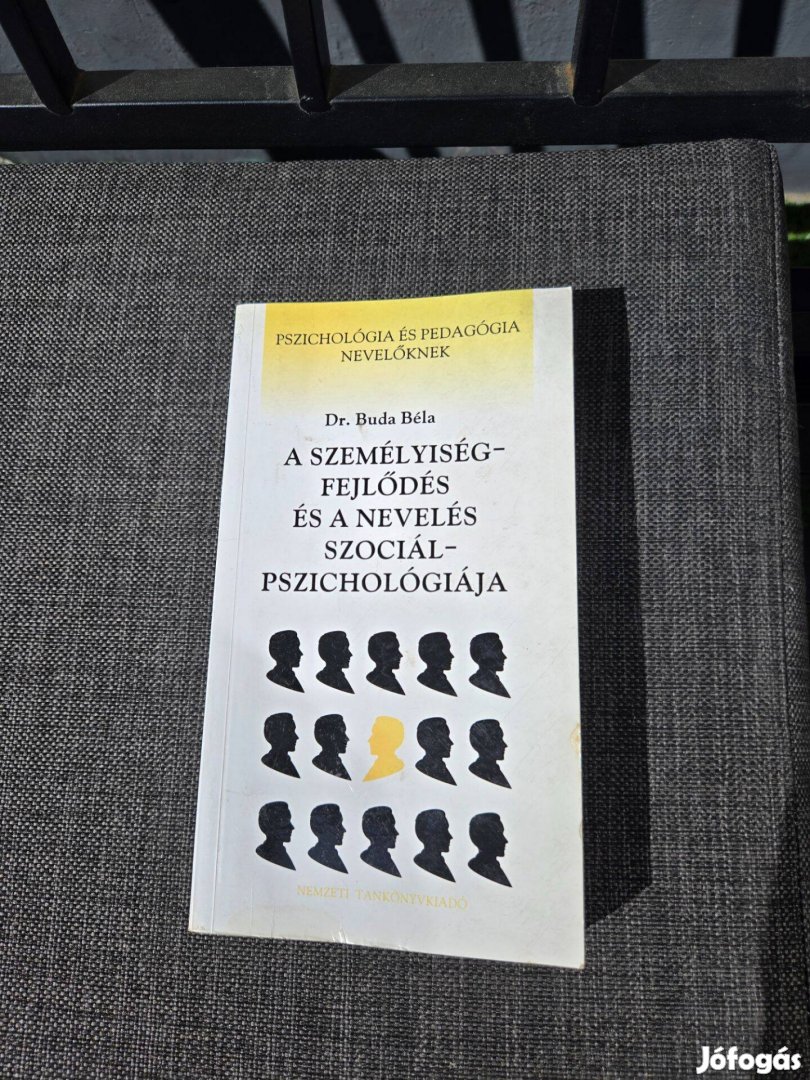 PSZICHOLÓGIA ÉS PEDAGÓGIA
NEVELŐKNEK
Dr. Buda Béla
A SZEMÉLYISÉG-
FEJLŐDÉS
ÉS A NEVELÉS
SZOCIÁL-
PSZICHOLÓGIÁJA
NEMZETI TANKÖNYVKIADÓ
Jófogás